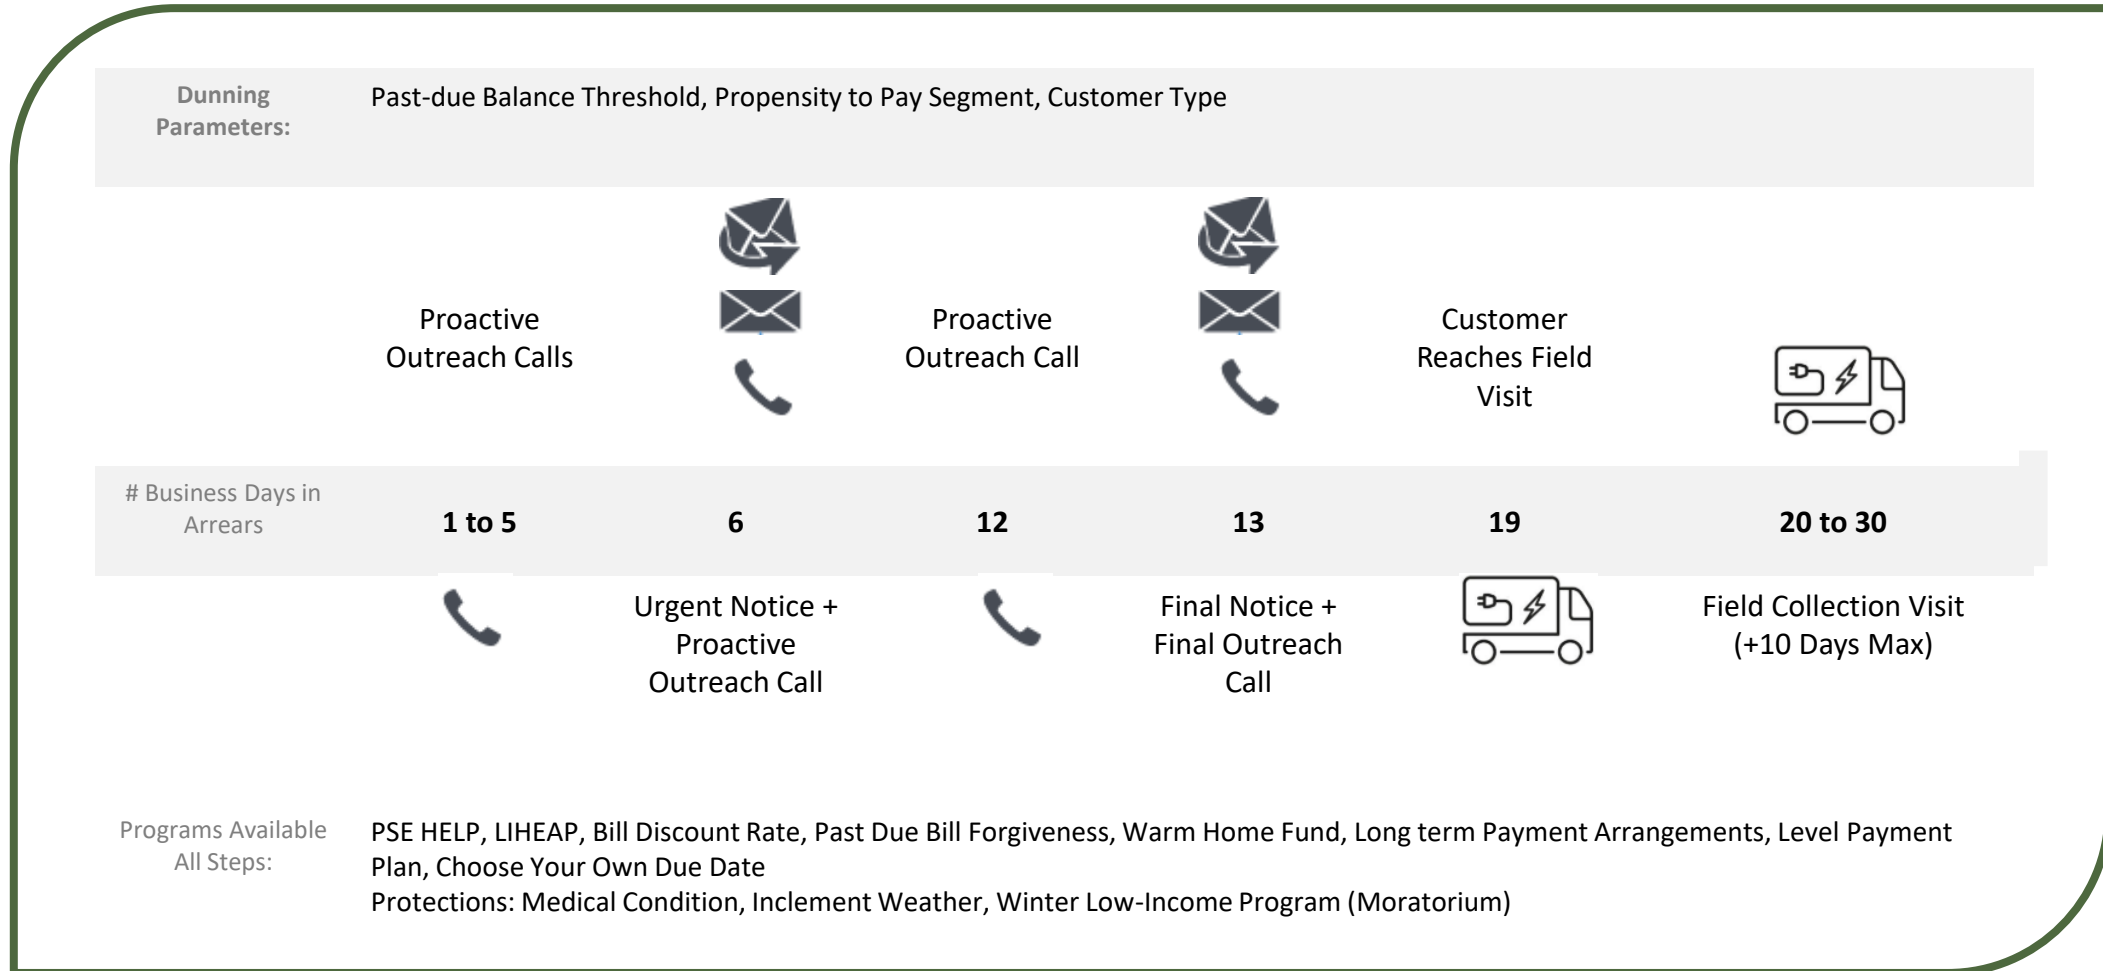 Dunning
Parameters:
Past-due Balance Threshold, Propensity to Pay Segment, Customer Type
Proactive
Outreach Calls
Proactive
Outreach Call
Customer
Reaches Field
Visit
# Business Days in
Arrears
1 to 5
6
12
13
19
20 to 30
Urgent Notice +
Proactive
Outreach Call
Final Notice +
Final Outreach
Call
Field Collection Visit
(+10 Days Max)
Programs Available
All Steps:
PSE HELP, LIHEAP, Bill Discount Rate, Past Due Bill Forgiveness, Warm Home Fund, Long term Payment Arrangements, Level Payment
Plan, Choose Your Own Due Date
Protections: Medical Condition, Inclement Weather, Winter Low-Income Program (Moratorium)